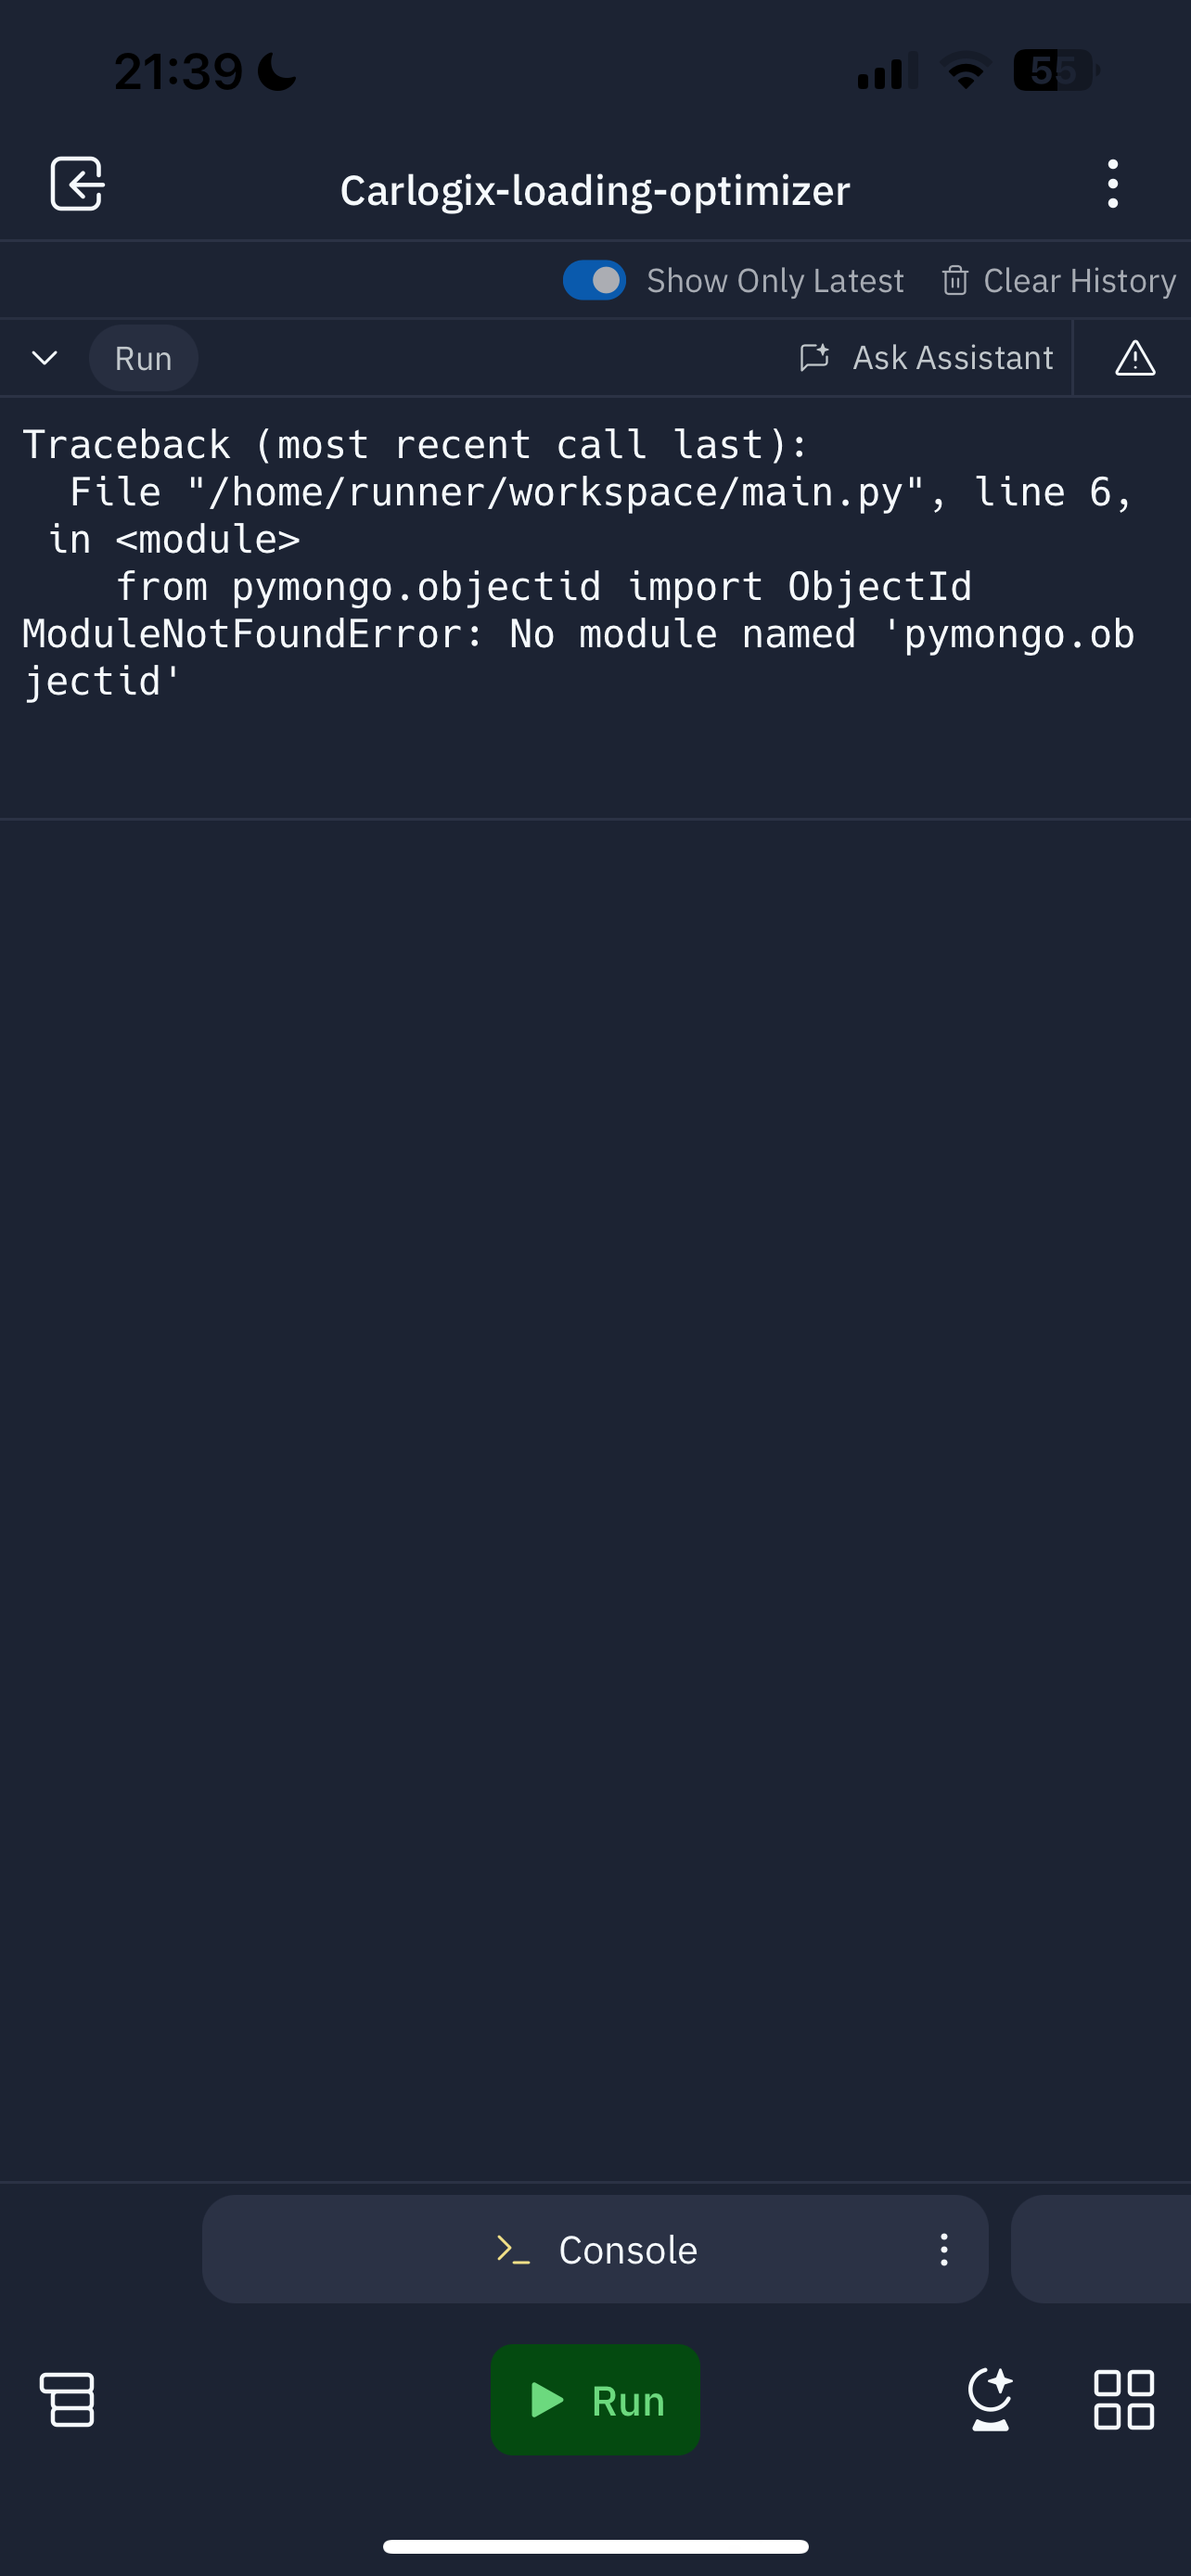 21:39
55
Carlogix-loading-optimizer
Show Only Latest Clear History
Run Ask Assistant
Traceback (most recent call last):
  File "/home/runner/workspace/main.py", line 6,
 in <module>
    from pymongo.objectid import ObjectId
ModuleNotFoundError: No module named 'pymongo.ob
jectid'
>_ Console
Run